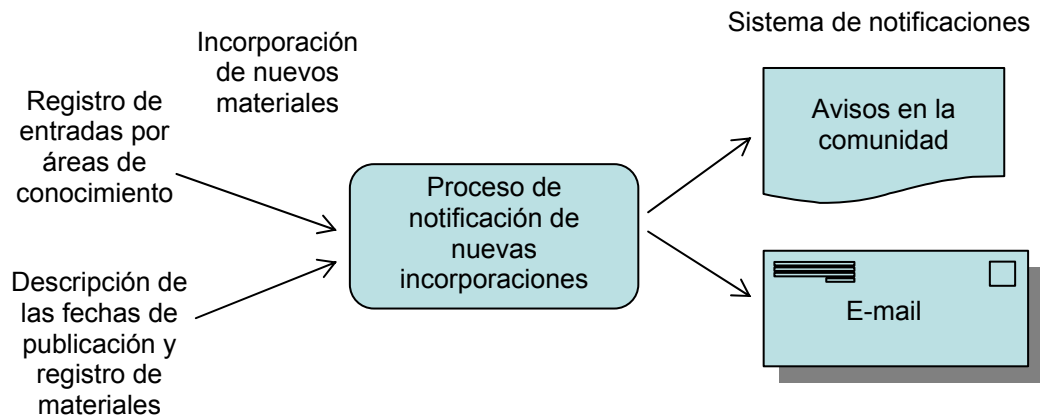 Sistema de notificaciones
Incorporación
de nuevos
materiales
Registro de
entradas por
áreas de
conocimiento
Descripción de
las fechas de
publicación y
registro de
materiales
Proceso de
notificación de
nuevas
incorporaciones
Avisos en la
comunidad
E-mail